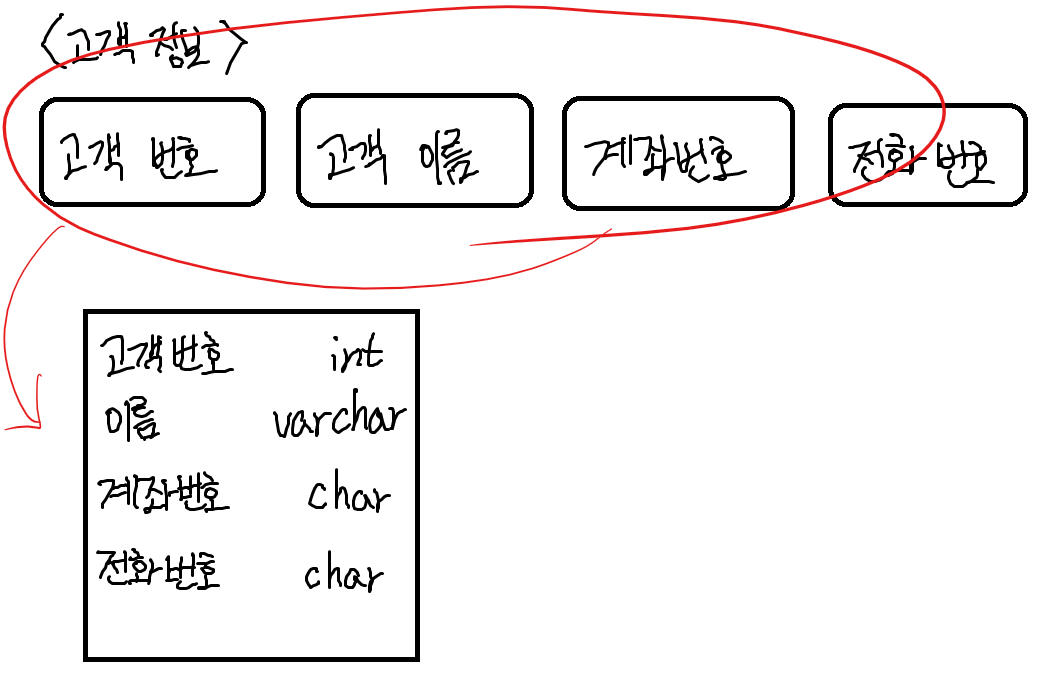 <고객 정보>
고객 번호 고객 이름 계좌번호 전화 번호
고객번호 int
이름 varchar
계좌번호 char
전화번호 char